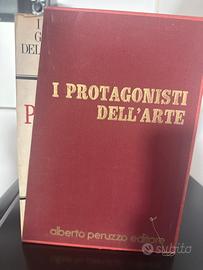 I PROTAGONISTI
DELL'ARTE
alberto peruzzo editore
subito